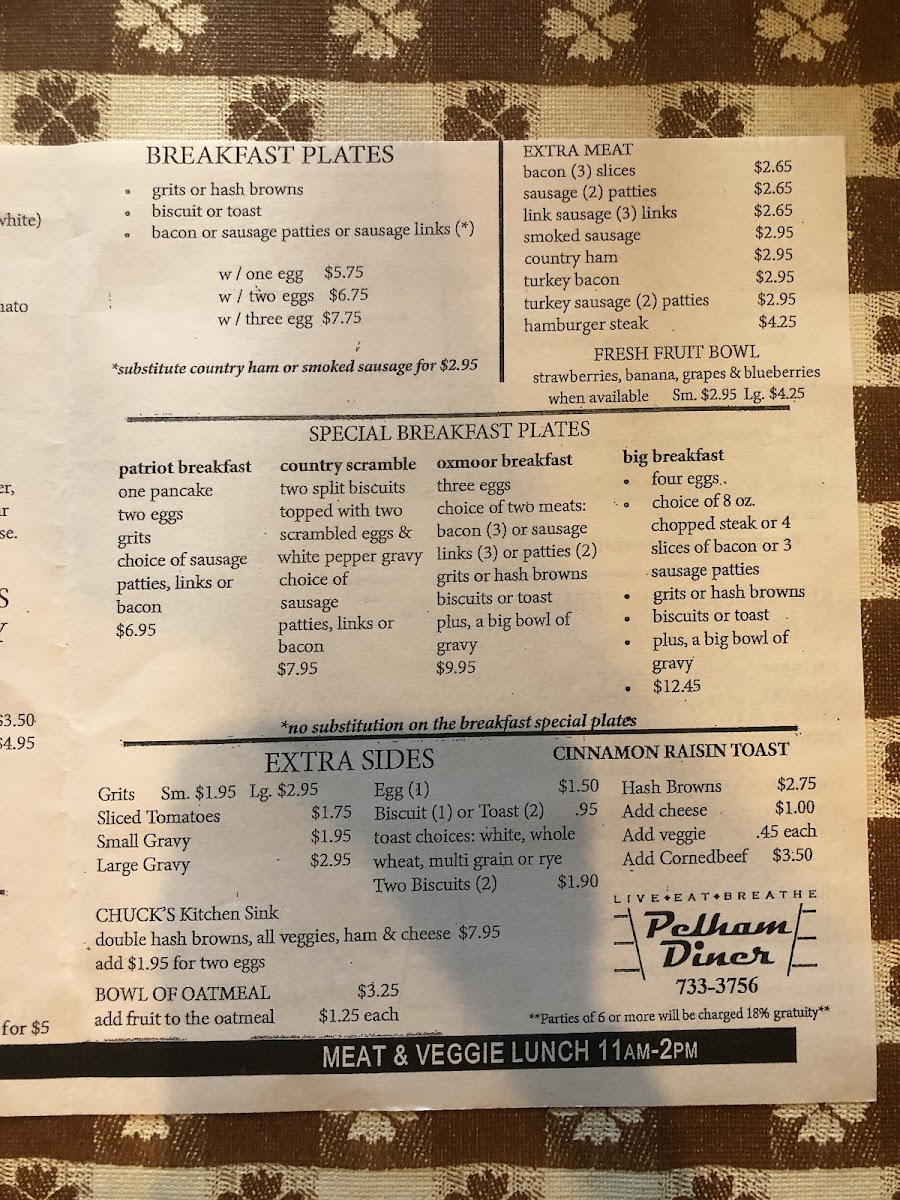 white)
BREAKFAST PLATES
• grits or hash browns
• biscuit or toast
• bacon or sausage patties or sausage links (*)
w / one egg $5.75
w / two eggs $6.75
w / three egg $7.75
*substitute country ham or smoked sausage for $2.95
EXTRA MEAT
bacon (3) slices $2.65
sausage (2) patties $2.65
link sausage (3) links $2.65
smoked sausage $2.95
country ham $2.95
turkey bacon $2.95
turkey sausage (2) patties $2.95
hamburger steak $4.25
FRESH FRUIT BOWL
strawberries, banana, grapes & blueberries
when available Sm. $2.95 Lg. $4.25
SPECIAL BREAKFAST PLATES
patriot breakfast
one pancake
two eggs
grits
choice of sausage
patties, links or
bacon
$6.95
country scramble
two split biscuits
topped with two
scrambled eggs &
white pepper gravy
choice of
sausage
patties, links or
bacon
$7.95
oxmoor breakfast
three eggs
choice of two meats:
bacon (3) or sausage
links (3) or patties (2)
grits or hash browns
biscuits or toast
plus, a big bowl of
gravy
$9.95
big breakfast
• four eggs.
• choice of 8 oz.
chopped steak or 4
slices of bacon or 3
sausage patties
• grits or hash browns
• biscuits or toast
• plus, a big bowl of
gravy
• $12.45
*no substitution on the breakfast special plates
$3.50
$4.95
EXTRA SIDES
Grits Sm. $1.95 Lg. $2.95
Sliced Tomatoes $1.75
Small Gravy $1.95
Large Gravy $2.95
Egg (1) $1.50
Biscuit (1) or Toast (2) .95
toast choices: white, whole
wheat, multi grain or rye
Two Biscuits (2) $1.90
CINNAMON RAISIN TOAST
Hash Browns $2.75
Add cheese $1.00
Add veggie .45 each
Add Cornedbeef $3.50
CHUCK'S Kitchen Sink
double hash browns, all veggies, ham & cheese $7.95
add $1.95 for two eggs
BOWL OF OATMEAL $3.25
add fruit to the oatmeal $1.25 each
LIVE•EAT•BREATHE
Pelham
Diner
733-3756
**Parties of 6 or more will be charged 18% gratuity**
for $5
MEAT & VEGGIE LUNCH 11AM-2PM